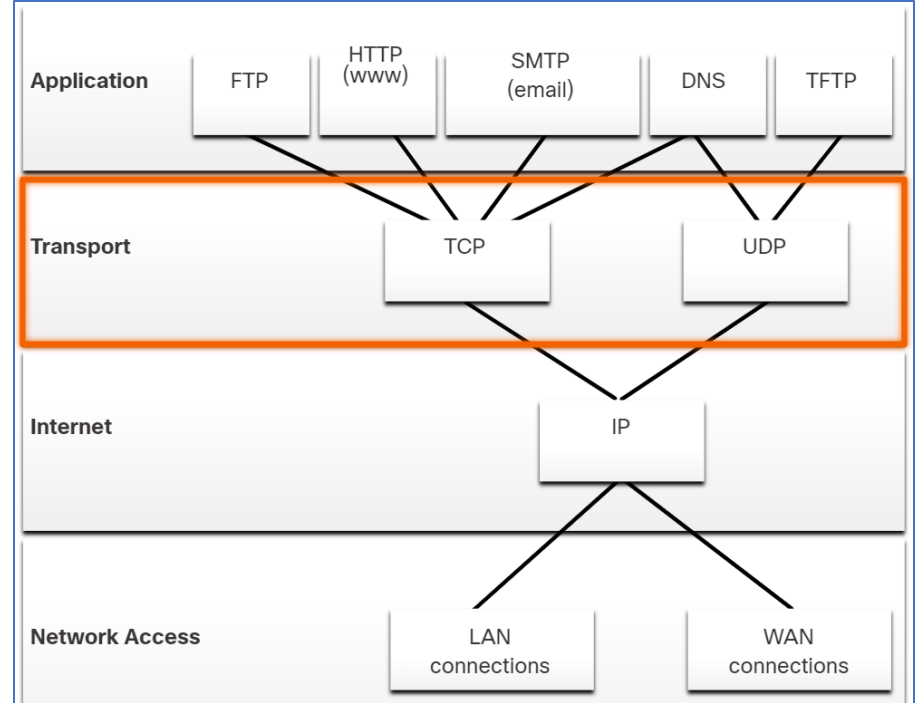 Application
FTP
HTTP
(www)
SMTP
(email)
DNS
TFTP
Transport
TCP
UDP
Internet
IP
Network Access
LAN
connections
WAN
connections